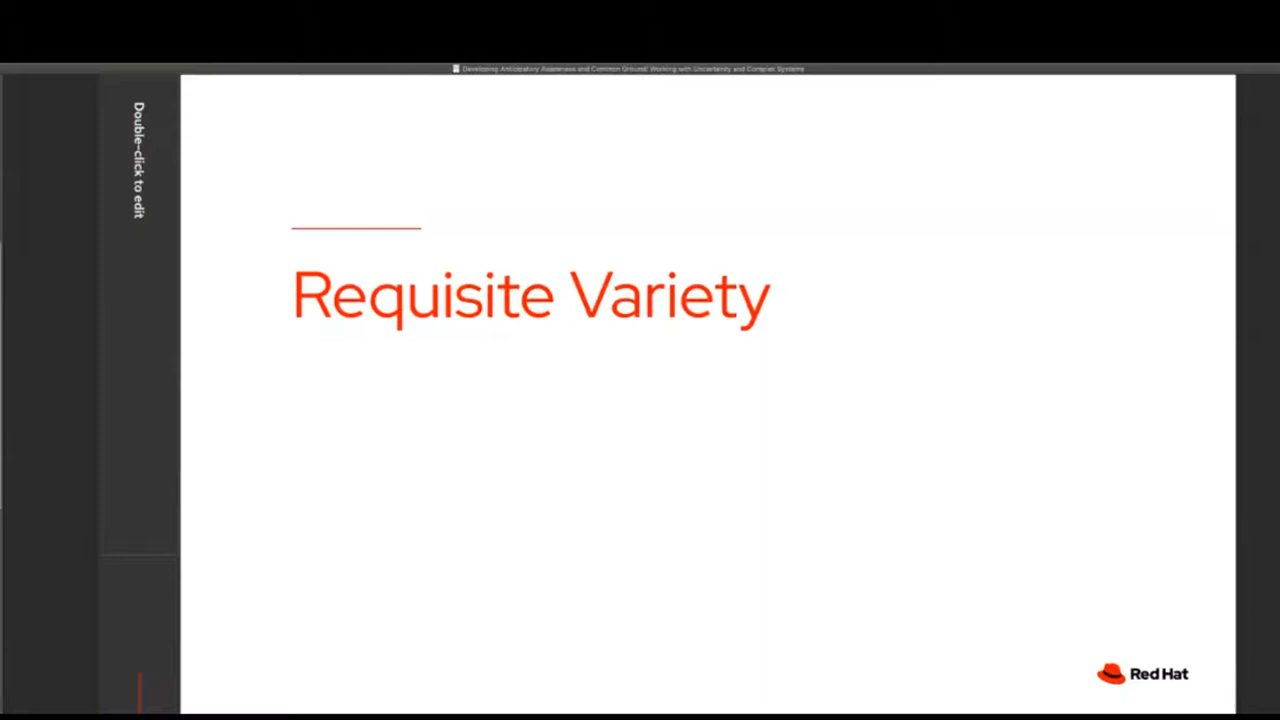 Developing Anticipatory Awareness and Common Ground: Working with Uncertainty and Complex Systems
Double-click to edit
Requisite Variety
Red Hat